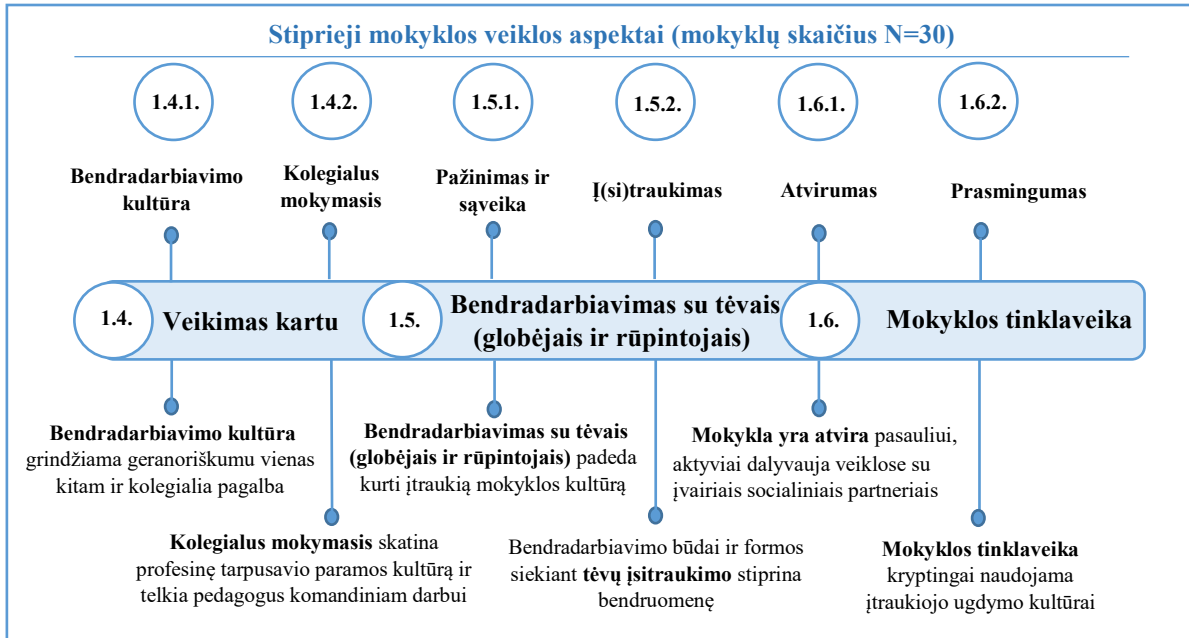 Stiprieji mokyklos veiklos aspektai (mokyklų skaičius N=30)
1.4.1.
1.4.2.
1.5.1.
1.5.2.
1.6.1.
1.6.2.
Bendradarbiavimo
kultūra
Kolegialus
mokymasis
Pažinimas ir
sąveika
Į(si)traukimas
Atvirumas
Prasmingumas
1.4.
Veikimas kartu
1.5.
Bendradarbiavimas su tėvais
(globėjais ir rūpintojais)
1.6.
Mokyklos tinklaveika
Bendradarbiavimo kultūra
grindžiama geranoriškumu vienas
kitam ir kolegialia pagalba
Bendradarbiavimas su tėvais
(globėjais ir rūpintojais) padeda
kurti įtraukią mokyklos kultūrą
Mokykla yra atvira pasauliui,
aktyviai dalyvauja veiklose su
įvairiais socialiniais partneriais
Kolegialus mokymasis skatina
profesinę tarpusavio paramos kultūrą ir
telkia pedagogus komandiniam darbui
Bendradarbiavimo būdai ir formos
siekiant tėvų įsitraukimo stiprina
bendruomenę
Mokyklos tinklaveika
kryptingai naudojama
įtraukiojo ugdymo kultūrai